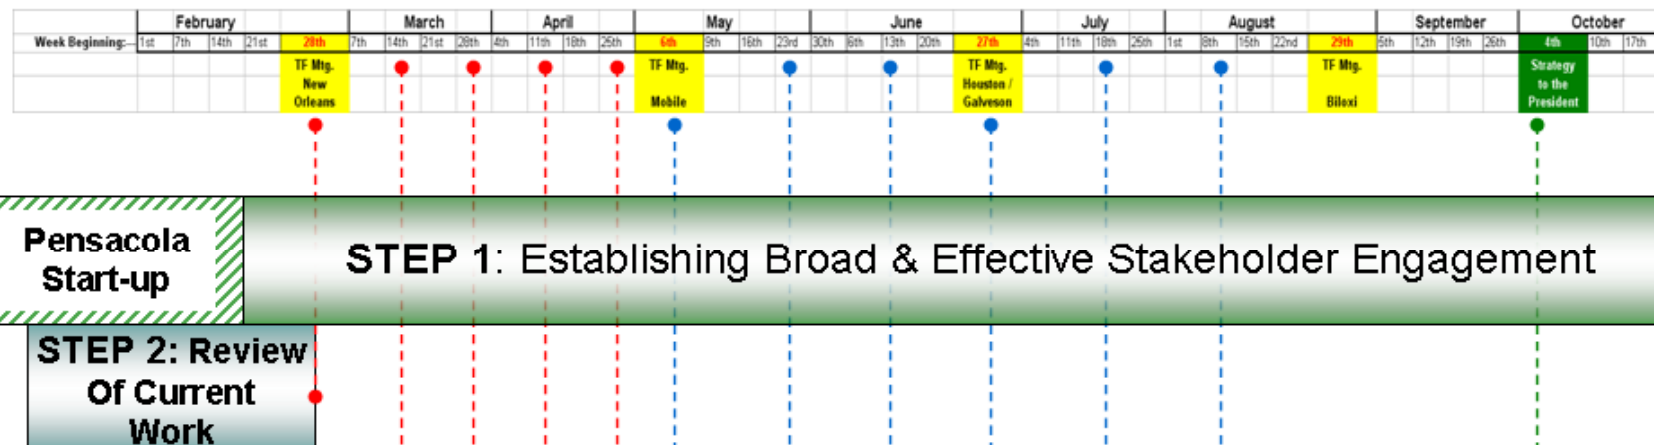 February March April May June July August September October
Week Beginning:--- 1st 7th 14th 21st 28th 7th 14th 21st 28th 4th 11th 18th 25th 6th 9th 16th 23rd 30th 6th 13th 20th 27th 4th 11th 18th 25th 1st 8th 15th 22nd 29th 5th 12th 19th 26th 4th 10th 17th
TF Mtg. TF Mtg. TF Mtg. TF Mtg. Strategy
New Houston / to the
Orleans Mobile Galveson Biloxi President
Pensacola
Start-up
STEP 1: Establishing Broad & Effective Stakeholder Engagement
STEP 2: Review
Of Current
Work